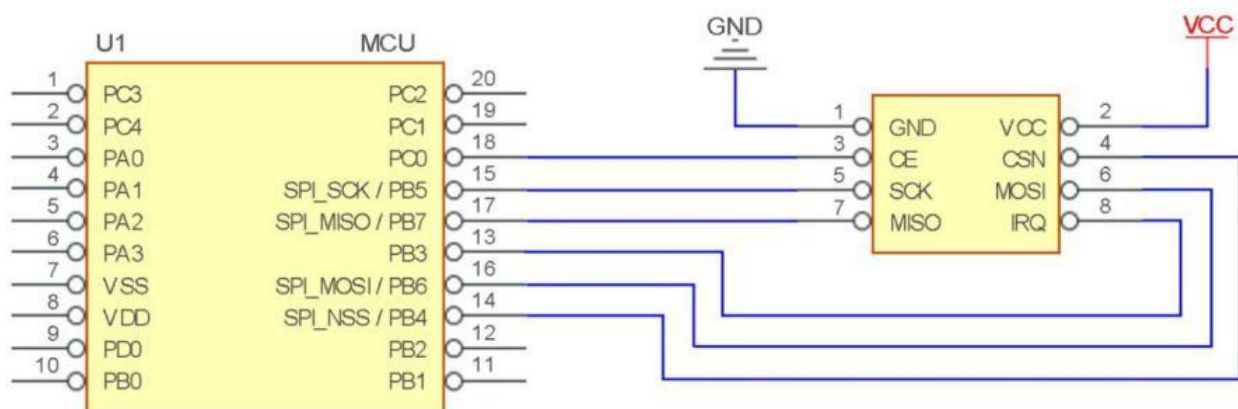 U1 MCU
1 PC3 PC2 20
2 PC4 PC1 19
3 PA0 PC0 18
4 PA1 SPI_SCK / PB5 15
5 PA2 SPI_MISO / PB7 17
6 PA3 PB3 13
7 VSS SPI_MOSI / PB6 16
8 VDD SPI_NSS / PB4 14
9 PD0 PB2 12
10 PB0 PB1 11
GND
VCC
1 GND VCC 2
3 CE CSN 4
5 SCK MOSI 6
7 MISO IRQ 8